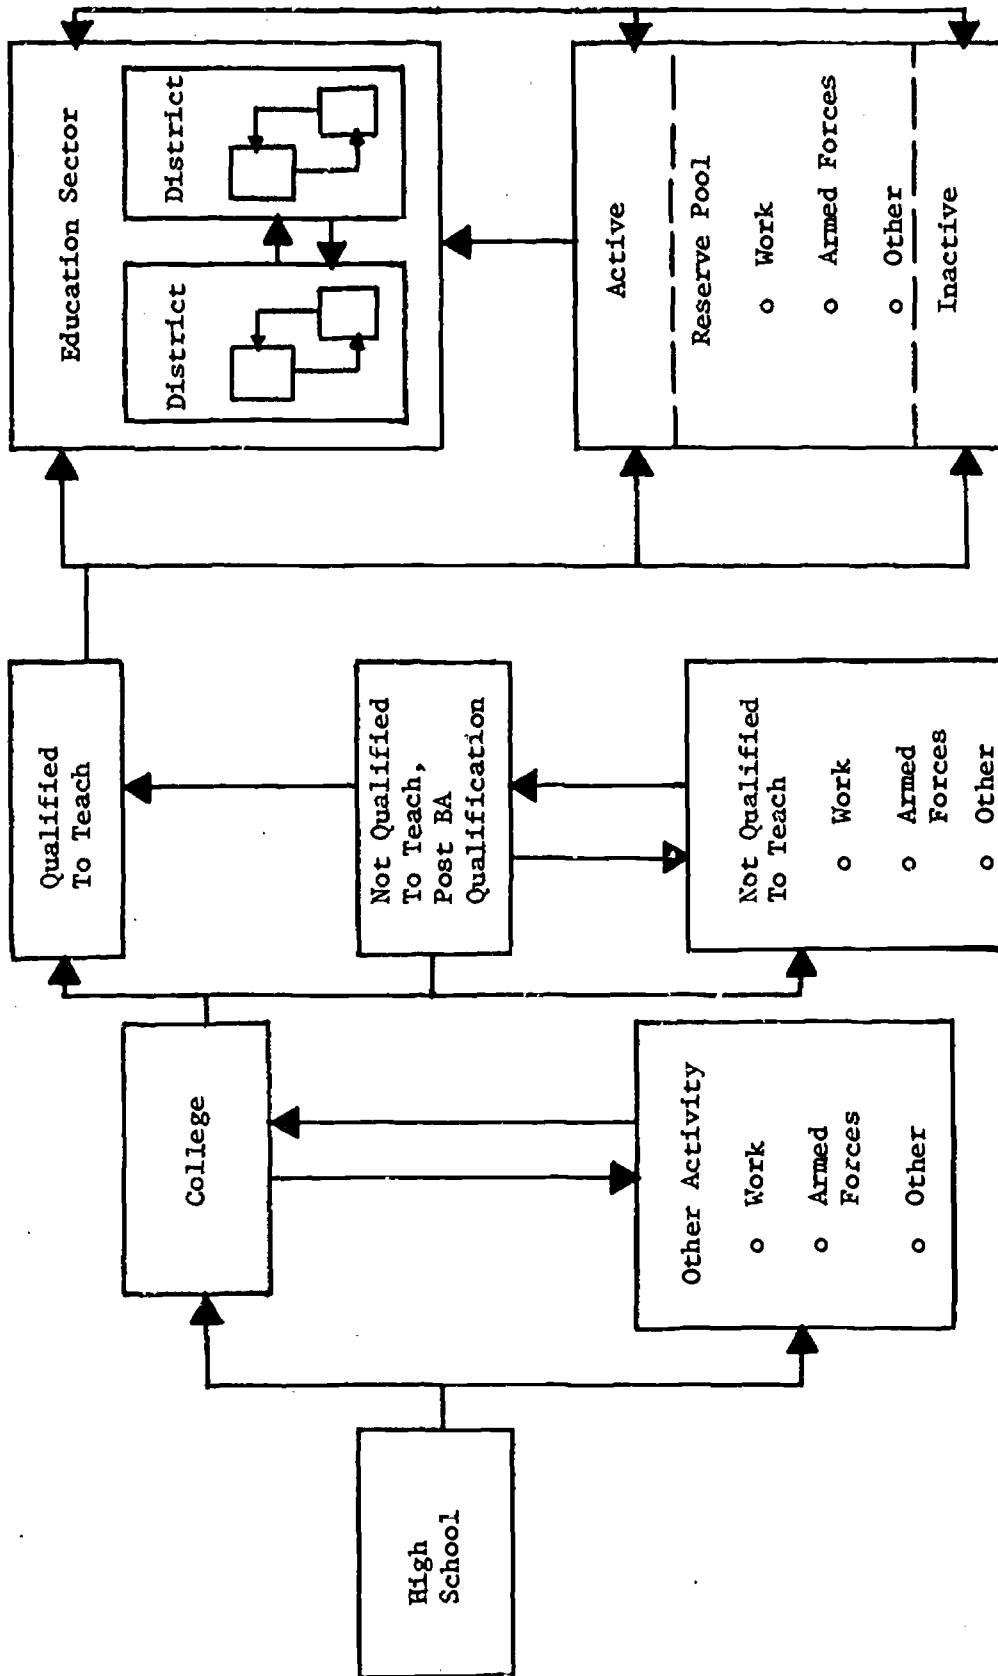 High
School
College
Other Activity
o Work
o Armed
Forces
o Other
Qualified
To Teach
Not Qualified
To Teach,
Post BA
Qualification
Not Qualified
To Teach
o Work
o Armed
Forces
o Other
Education Sector
District
District
Active
Reserve Pool
o Work
o Armed Forces
o Other
Inactive